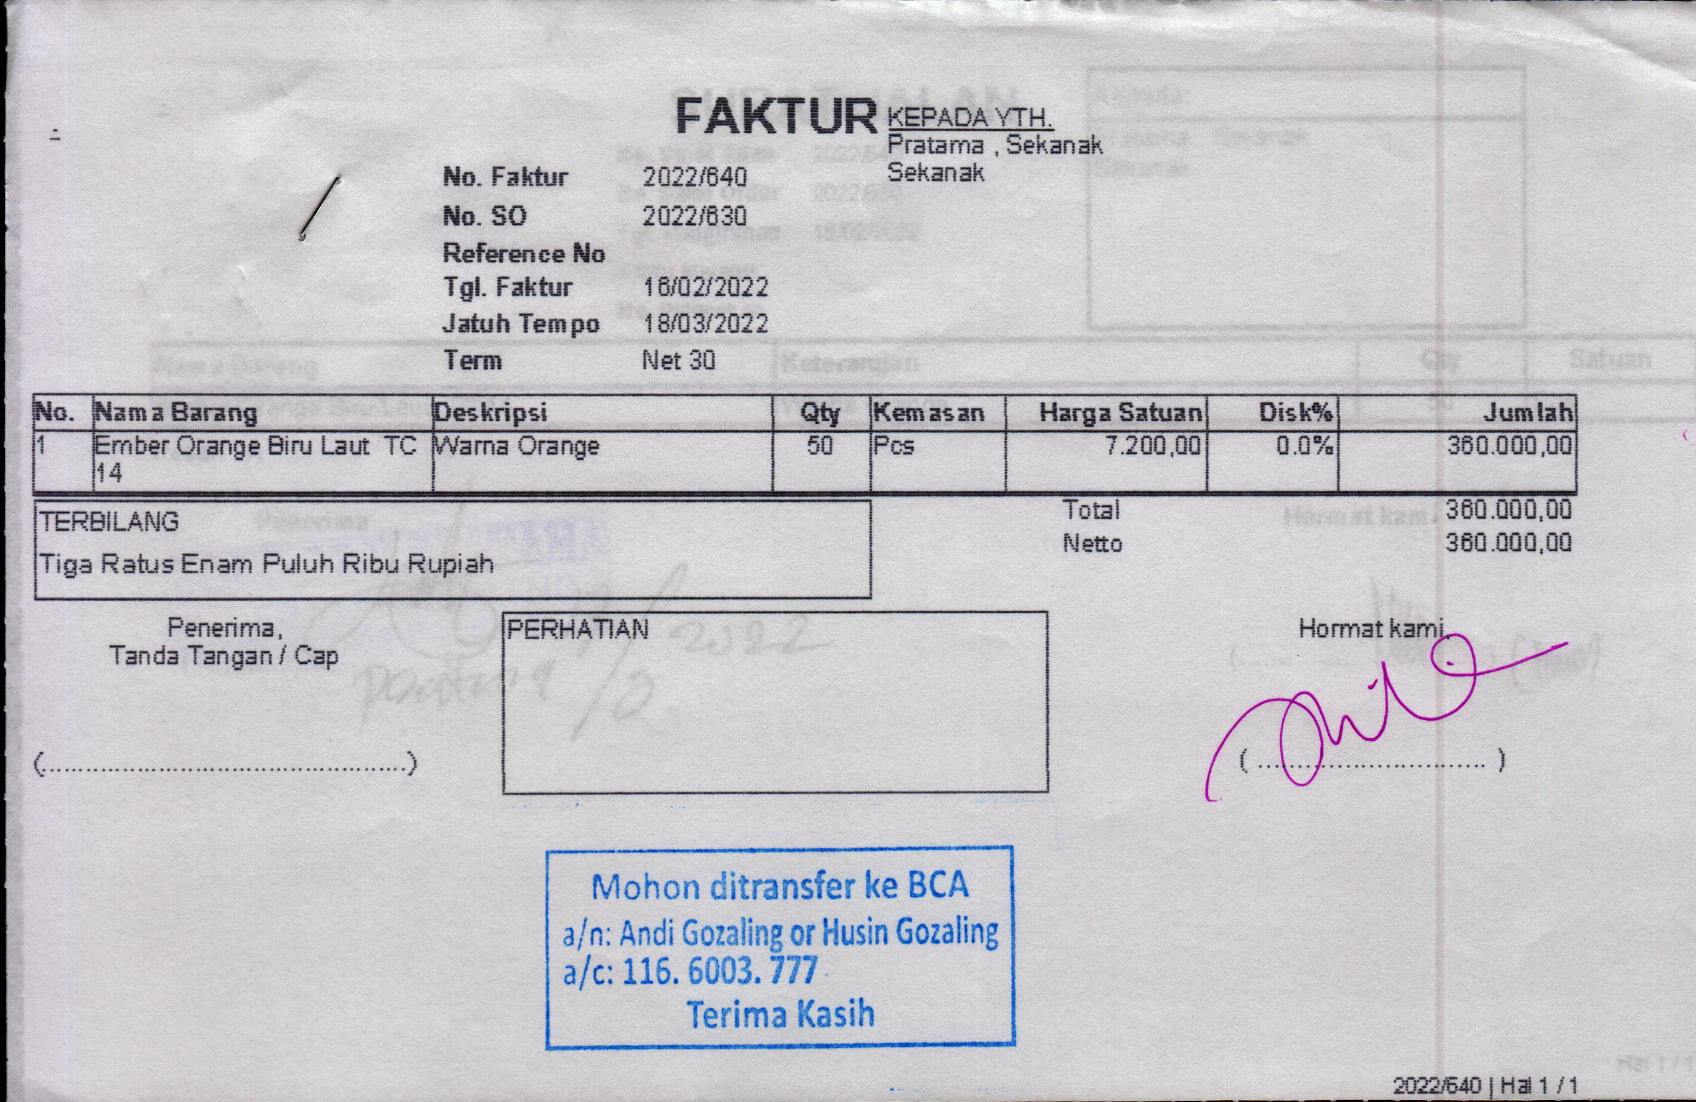 FAKTUR
KEPADA YTH.
Pratama , Sekanak
Sekanak
No. Faktur 2022/640
No. SO 2022/630
Reference No
Tgl. Faktur 16/02/2022
Jatuh Tempo 18/03/2022
Term Net 30
No. Nama Barang Deskripsi Qty Kemasan Harga Satuan Disk% Jumlah
1 Ember Orange Biru Laut TC Warna Orange 50 Pcs 7.200,00 0.0% 360.000,00
14
Total 360.000,00
Netto 360.000,00
TERBILANG
Tiga Ratus Enam Puluh Ribu Rupiah
Penerima,
Tanda Tangan / Cap
PERHATIAN
Hormat kami,
(..................................................)
( ................................ )
Mohon ditransfer ke BCA
a/n: Andi Gozaling or Husin Gozaling
a/c: 116. 6003. 777
Terima Kasih
2022/640 | Hal 1 / 1